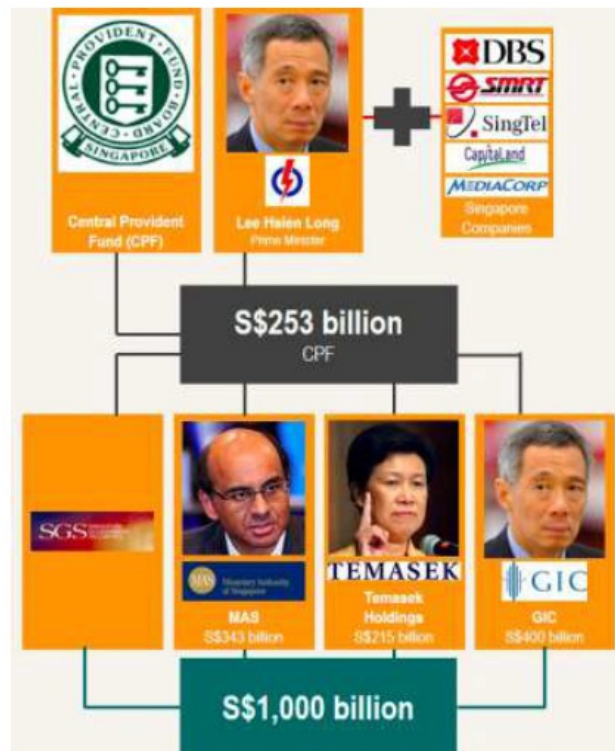 CENTRAL PROVIDENT FUND BOARD
SINGAPORE
DBS
SMRT
SingTel
CapitaLand
MEDIACORP
Singapore
Companies
Central Provident
Fund (CPF)
Lee Hsien Long
Prime Minister
S$253 billion
CPF
SGS
MAS
Monetary Authority
of Singapore
TEMASEK
GIC
MAS
S$343 billion
Temasek
Holdings
S$215 billion
GIC
S$400 billion
S$1,000 billion